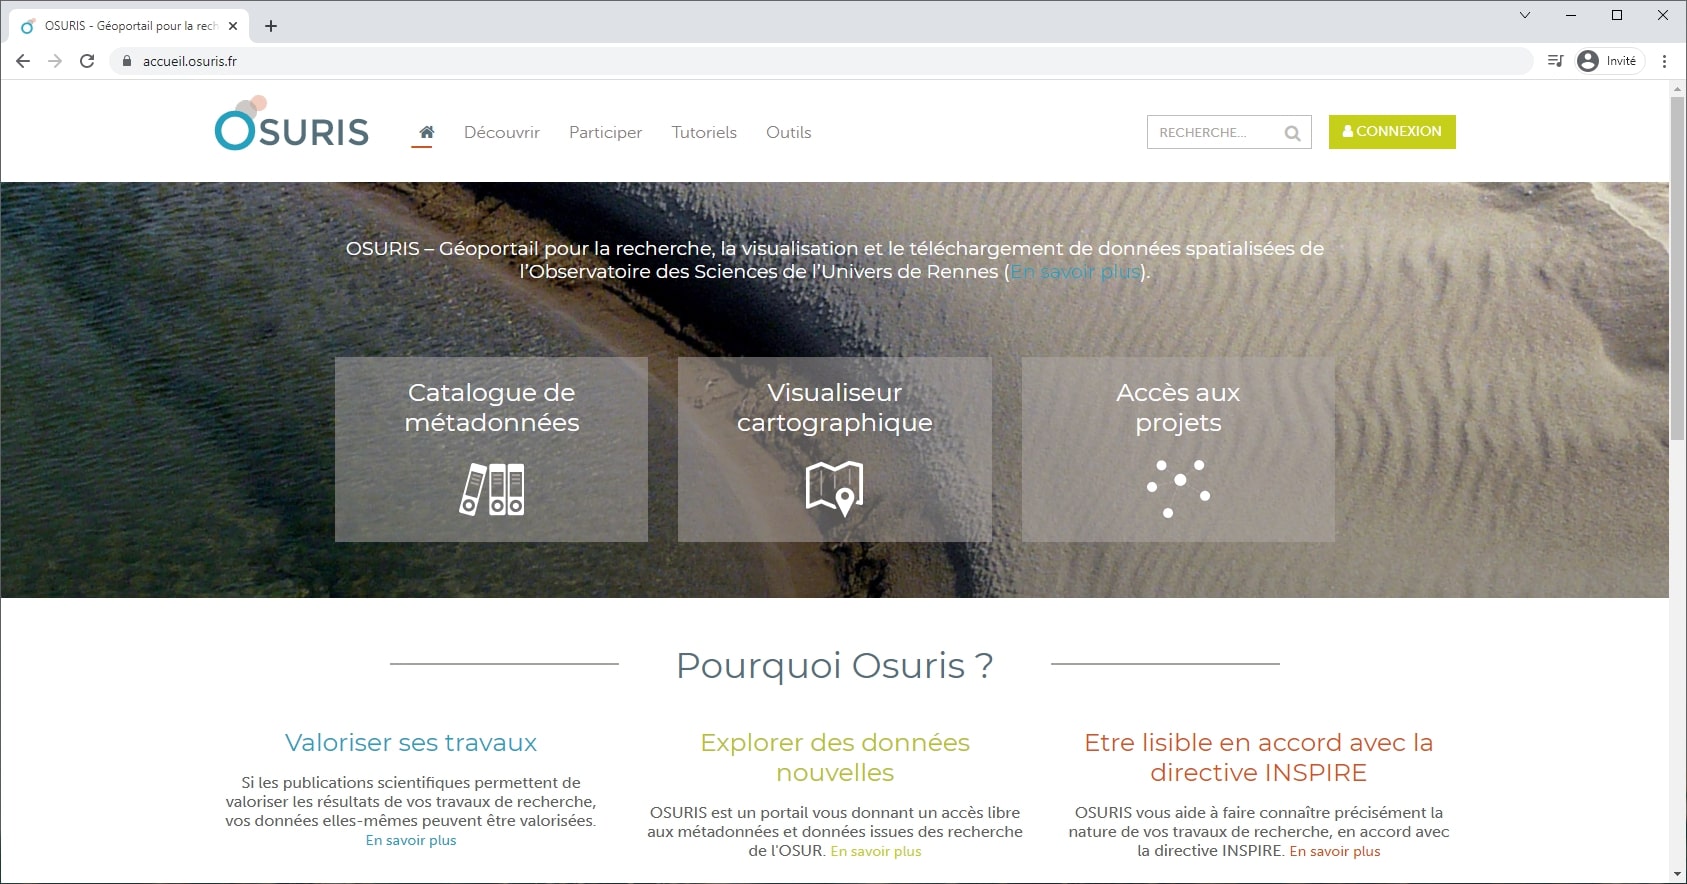 OSURIS - Géoportail pour la rech
accueil.osuris.fr
Invité
OSURIS
Découvrir
Participer
Tutoriels
Outils
RECHERCHE...
CONNEXION
OSURIS – Géoportail pour la recherche, la visualisation et le téléchargement de données spatialisées de
l’Observatoire des Sciences de l’Univers de Rennes (En savoir plus).
Catalogue de
métadonnées
Visualiseur
cartographique
Accès aux
projets
Pourquoi Osuris ?
Valoriser ses travaux
Si les publications scientifiques permettent de
valoriser les résultats de vos travaux de recherche,
vos données elles-mêmes peuvent être valorisées.
En savoir plus
Explorer des données
nouvelles
OSURIS est un portail vous donnant un accès libre
aux métadonnées et données issues des recherche
de l'OSUR. En savoir plus
Etre lisible en accord avec la
directive INSPIRE
OSURIS vous aide à faire connaître précisément la
nature de vos travaux de recherche, en accord avec
la directive INSPIRE. En savoir plus